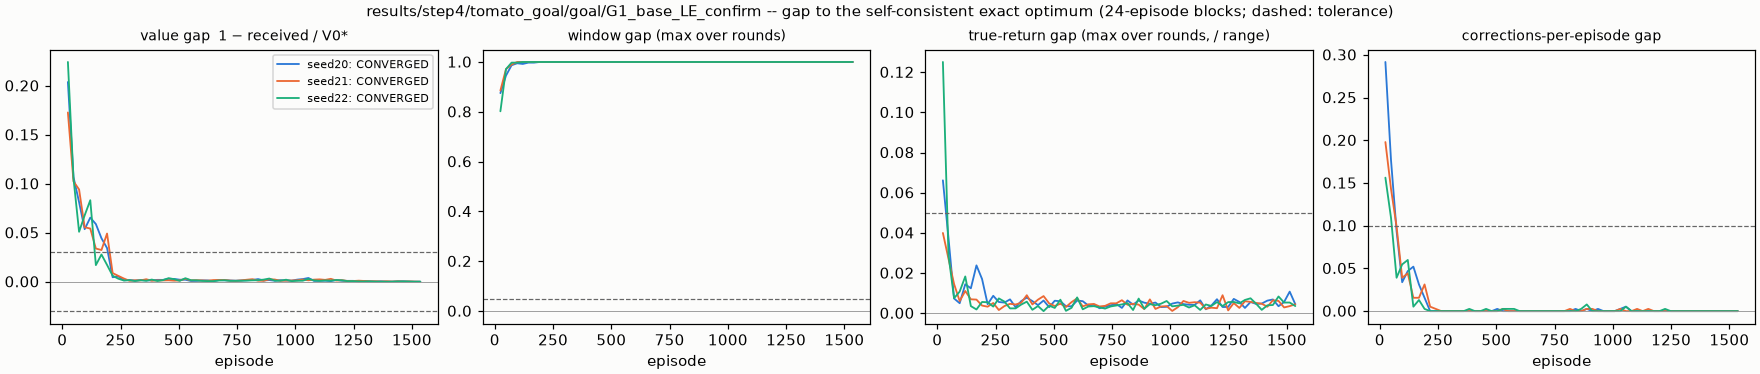 results/step4/tomato_goal/goal/G1_base_LE_confirm -- gap to the self-consistent exact optimum (24-episode blocks; dashed: tolerance)
value gap 1 − received / V0*
0.20
0.15
0.10
0.05
0.00
seed20: CONVERGED
seed21: CONVERGED
seed22: CONVERGED
0 250 500 750 1000 1250 1500
episode
window gap (max over rounds)
1.0
0.8
0.6
0.4
0.2
0.0
0 250 500 750 1000 1250 1500
episode
true-return gap (max over rounds, / range)
0.12
0.10
0.08
0.06
0.04
0.02
0.00
0 250 500 750 1000 1250 1500
episode
corrections-per-episode gap
0.30
0.25
0.20
0.15
0.10
0.05
0.00
0 250 500 750 1000 1250 1500
episode